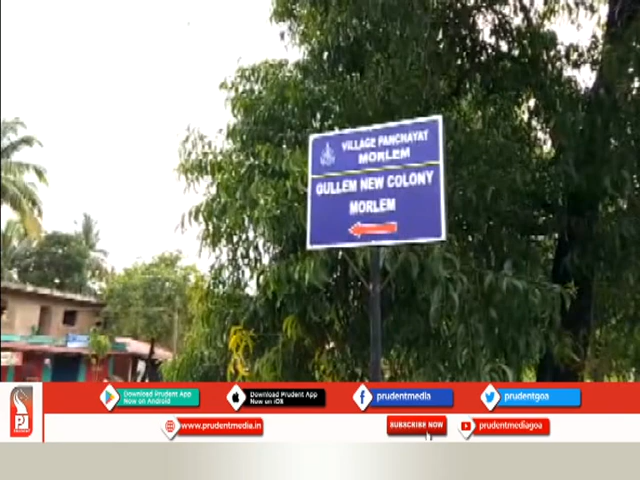 VILLAGE PANCHAYAT
MORLEM
GULLEM NEW COLONY
MORLEM
Download Prudent App
Now on Android
Download Prudent App
Now on iOS
prudentmedia
prudentgoa
www.prudentmedia.in
SUBSCRIBE NOW
prudentmediagoa
PRUDENT